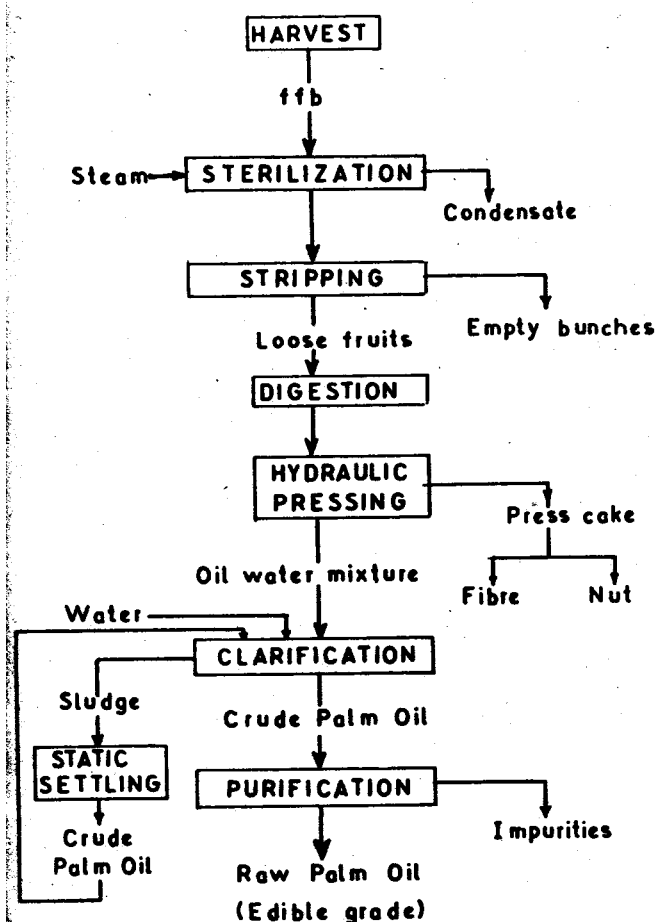 HARVEST
ffb
Steam
STERILIZATION
Condensate
STRIPPING
Empty bunches
Loose fruits
DIGESTION
HYDRAULIC
PRESSING
Press cake
Oil water mixture
Fibre
Nut
Water
CLARIFICATION
Sludge
Crude Palm Oil
STATIC
SETTLING
PURIFICATION
Crude
Palm Oil
Impurities
Raw Palm Oil
(Edible grade)